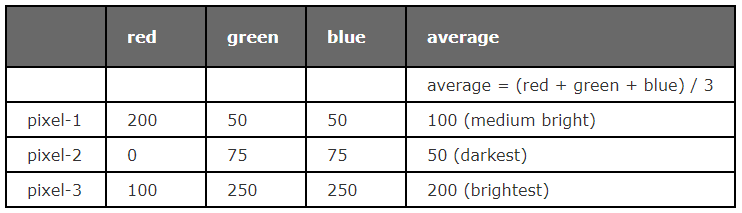 red green blue average
average = (red + green + blue) / 3
pixel-1 200 50 50 100 (medium bright)
pixel-2 0 75 75 50 (darkest)
pixel-3 100 250 250 200 (brightest)